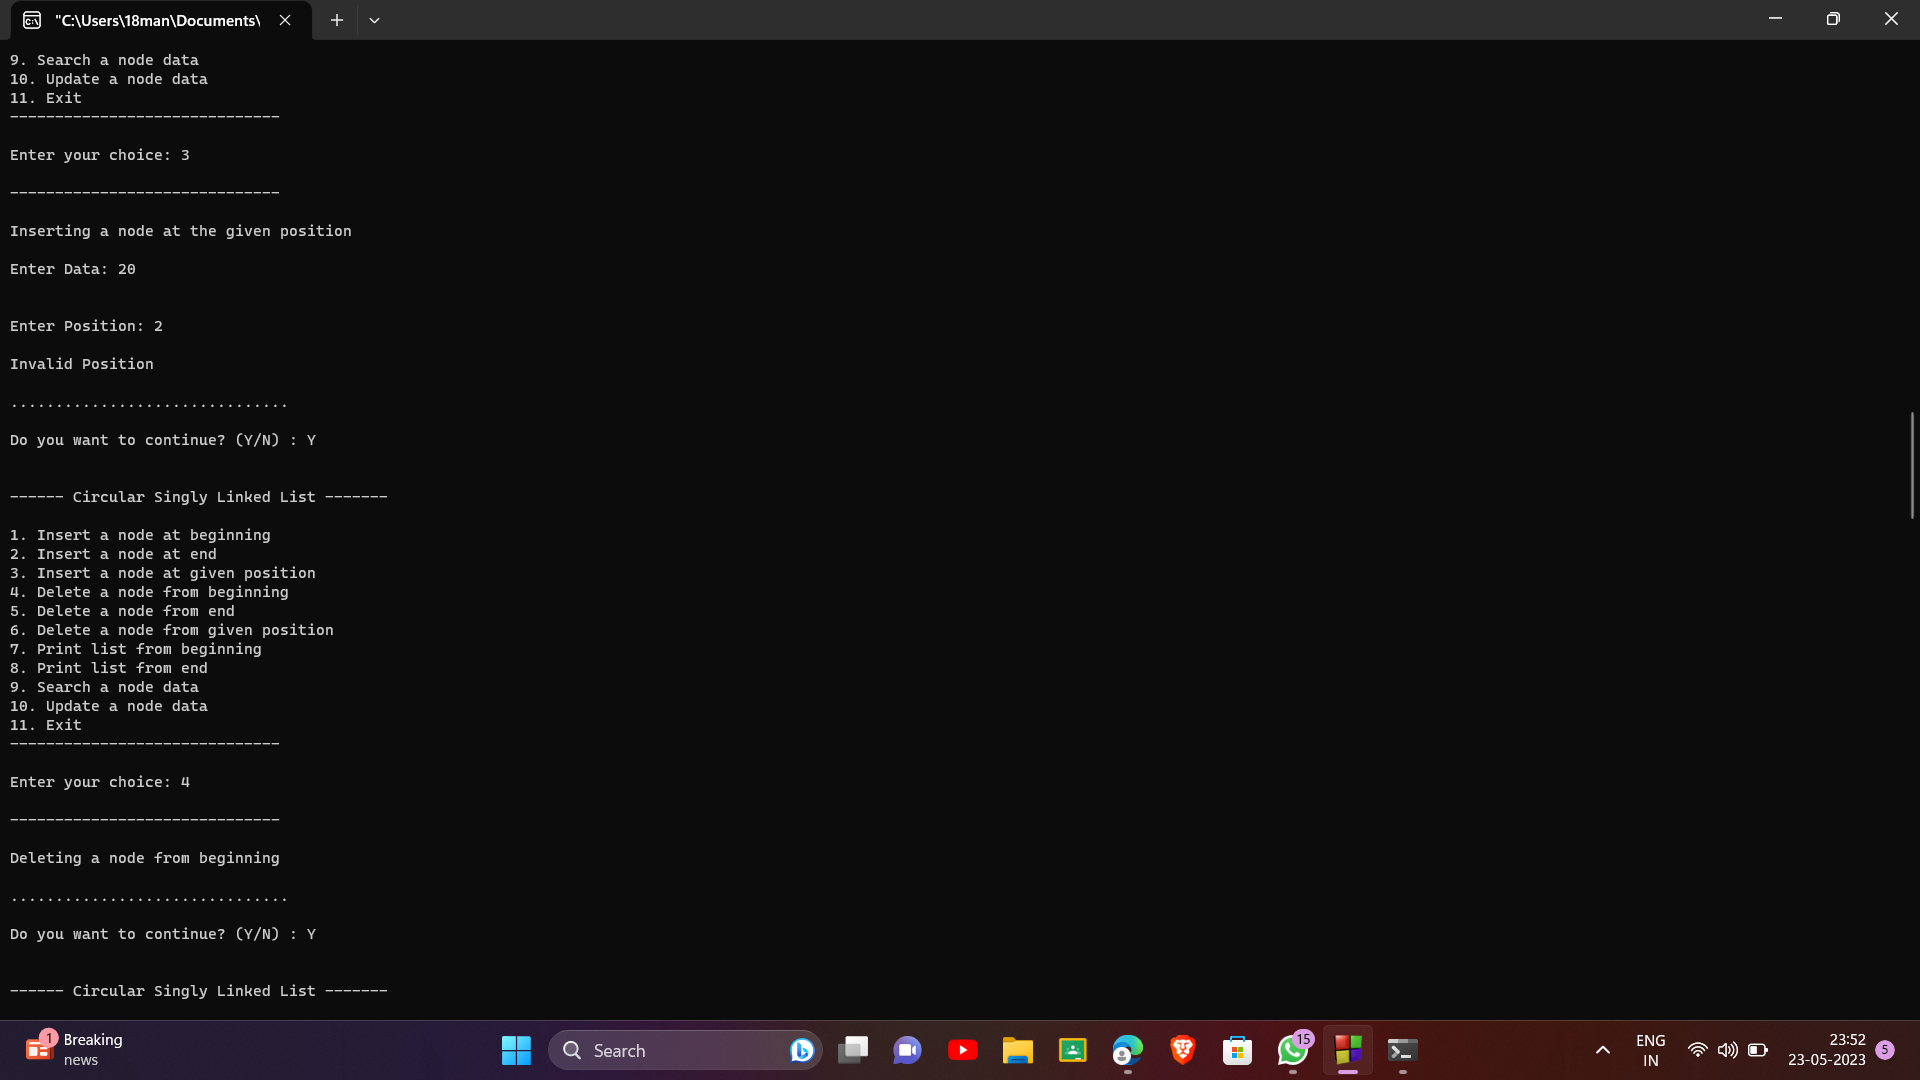 "C:\Users\18man\Documents\
9. Search a node data
10. Update a node data
11. Exit
------------------------------
Enter your choice: 3
------------------------------
Inserting a node at the given position
Enter Data: 20
Enter Position: 2
Invalid Position
...............................
Do you want to continue? (Y/N) : Y
------ Circular Singly Linked List -------
1. Insert a node at beginning
2. Insert a node at end
3. Insert a node at given position
4. Delete a node from beginning
5. Delete a node from end
6. Delete a node from given position
7. Print list from beginning
8. Print list from end
9. Search a node data
10. Update a node data
11. Exit
------------------------------
Enter your choice: 4
------------------------------
Deleting a node from beginning
...............................
Do you want to continue? (Y/N) : Y
------ Circular Singly Linked List -------
1
Breaking
news
Search
15
ENG
IN
23:52
23-05-2023
5